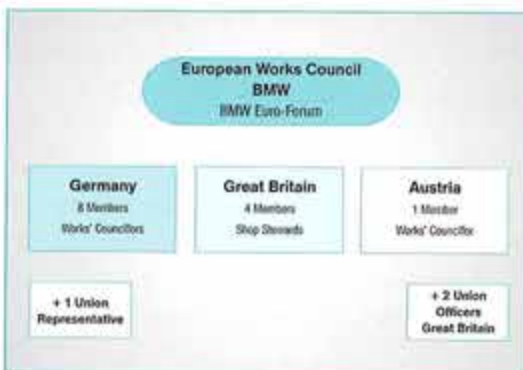 European Works Council
BMW
BMW Euro-Forum
Germany
8 Members
Works' Councillors
Great Britain
4 Members
Shop Stewards
Austria
1 Member
Works' Councillor
+ 1 Union
Representative
+ 2 Union
Officers
Great Britain